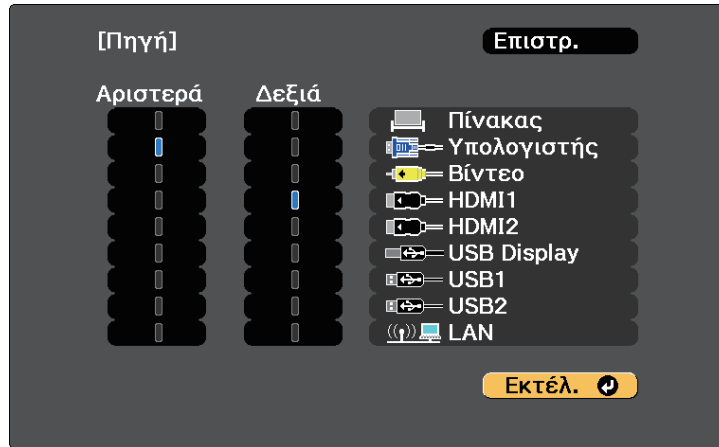 [Πηγή] Επιστρ.
Αριστερά Δεξιά
Πίνακας
Υπολογιστής
Βίντεο
HDMI1
HDMI2
USB Display
USB1
USB2
LAN
Εκτέλ.